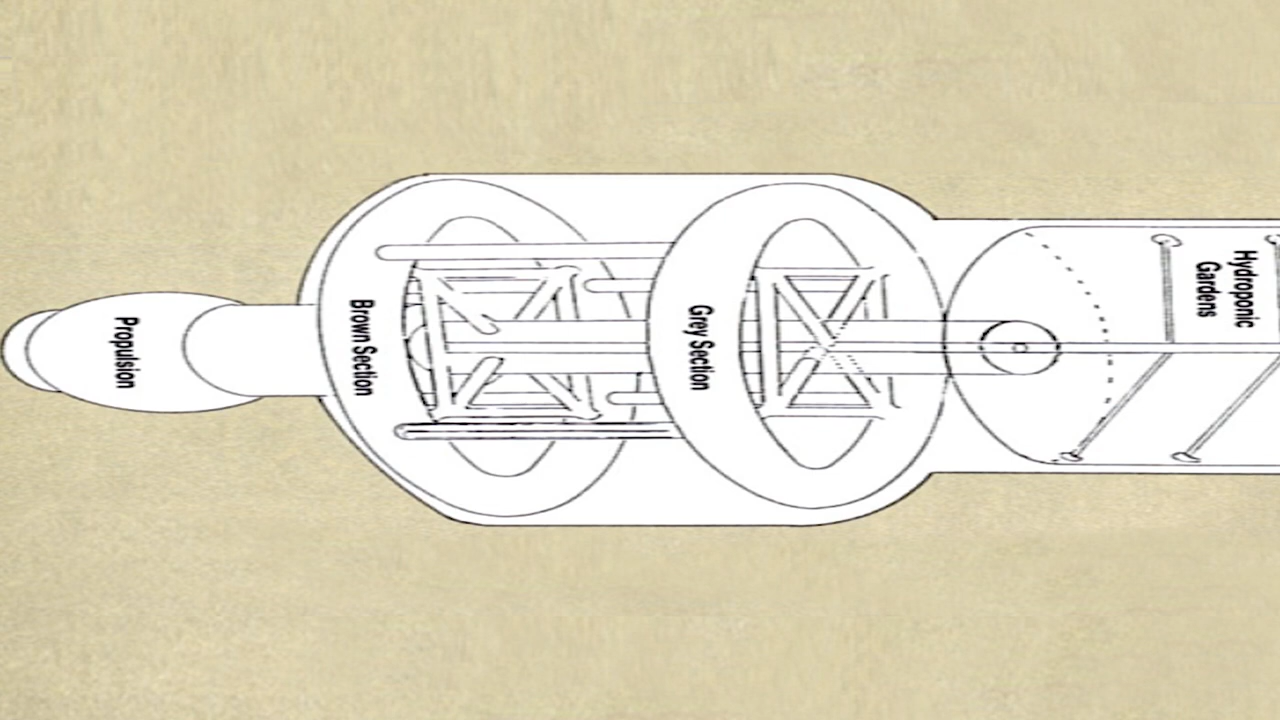 Propulsion
Brown Section
Grey Section
Hydroponic
Gardens